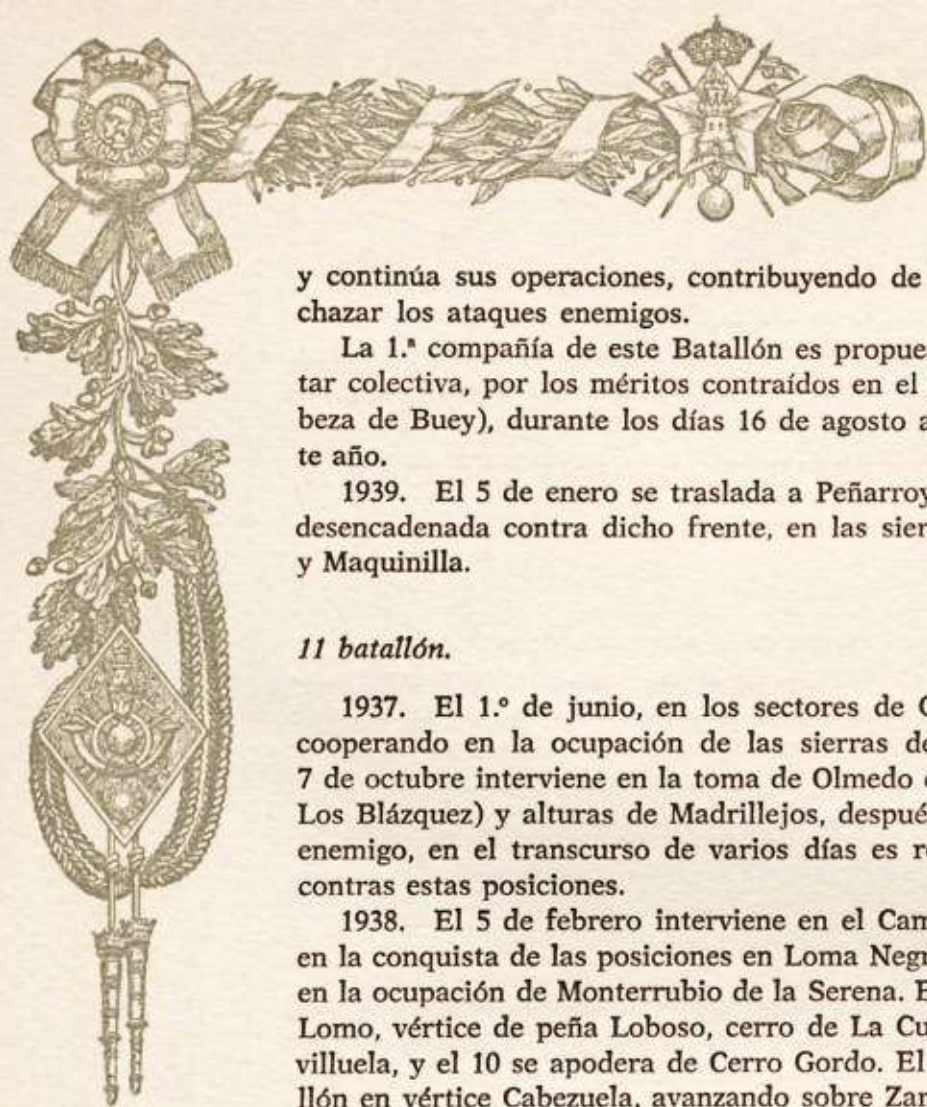 y continúa sus operaciones, contribuyendo de
chazar los ataques enemigos.
La 1.ª compañía de este Batallón es propues
tar colectiva, por los méritos contraídos en el
beza de Buey), durante los días 16 de agosto a
te año.
1939. El 5 de enero se traslada a Peñarroy
desencadenada contra dicho frente, en las sier
y Maquinilla.
11 batallón.
1937. El 1.º de junio, en los sectores de
cooperando en la ocupación de las sierras de
7 de octubre interviene en la toma de Olmedo
Los Blázquez) y alturas de Madrillejos, despué
enemigo, en el transcurso de varios días es re
contras estas posiciones.
1938. El 5 de febrero interviene en el Cam
en la conquista de las posiciones en Loma Negr
en la ocupación de Monterrubio de la Serena. E
Lomo, vértice de peña Loboso, cerro de La Cu
villuela, y el 10 se apodera de Cerro Gordo. El
llón en vértice Cabezuela, avanzando sobre Zar